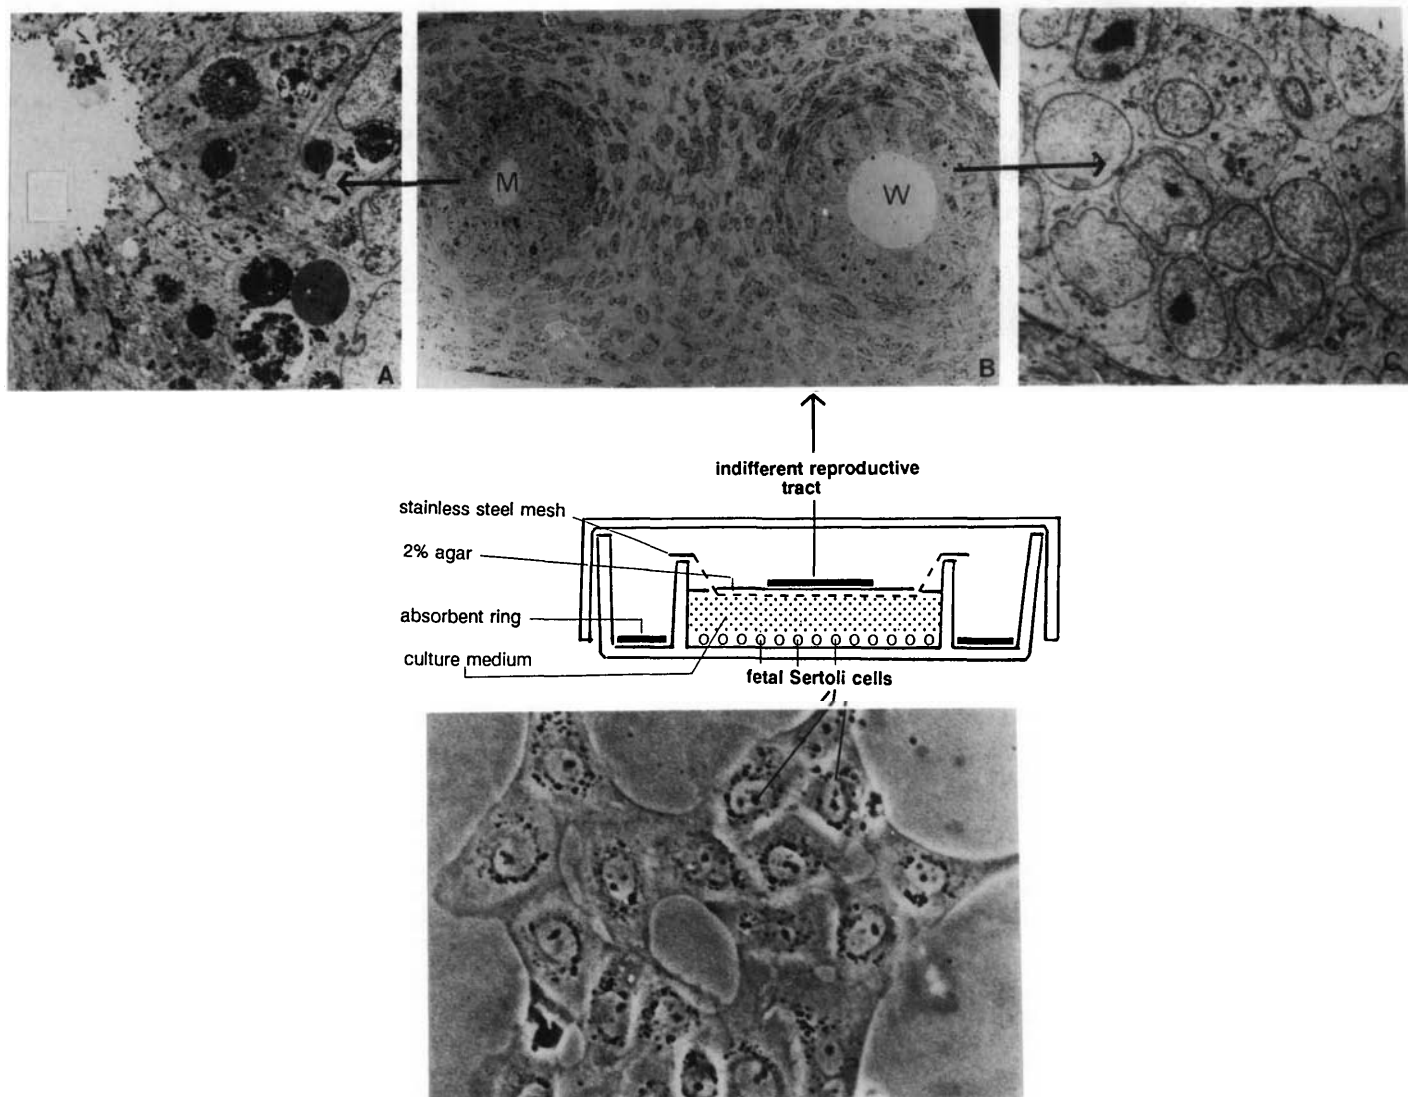 M
W
A
B
C
indifferent reproductive
tract
stainless steel mesh
2% agar
absorbent ring
culture medium
fetal Sertoli cells